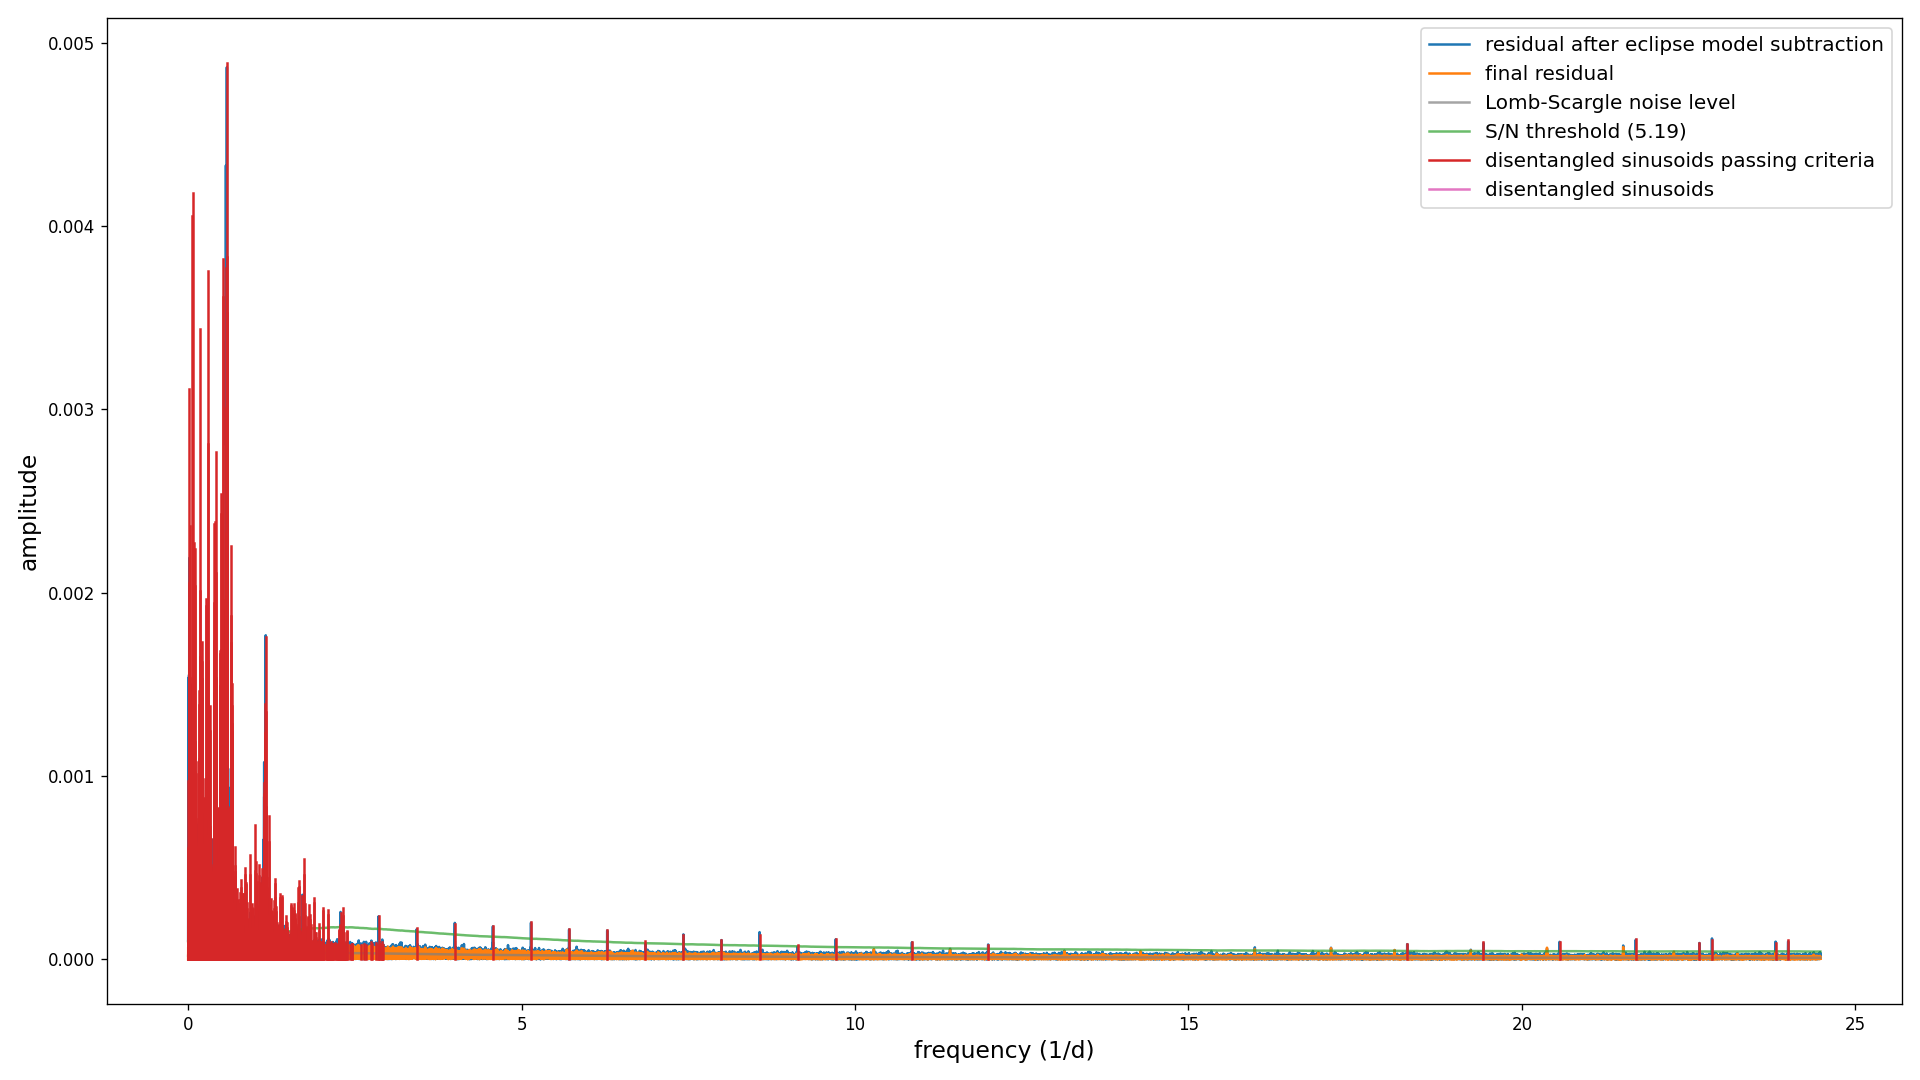 residual after eclipse model subtraction
final residual
Lomb-Scargle noise level
S/N threshold (5.19)
disentangled sinusoids passing criteria
disentangled sinusoids
amplitude
0.005
0.004
0.003
0.002
0.001
0.000
0 5 10 15 20 25
frequency (1/d)